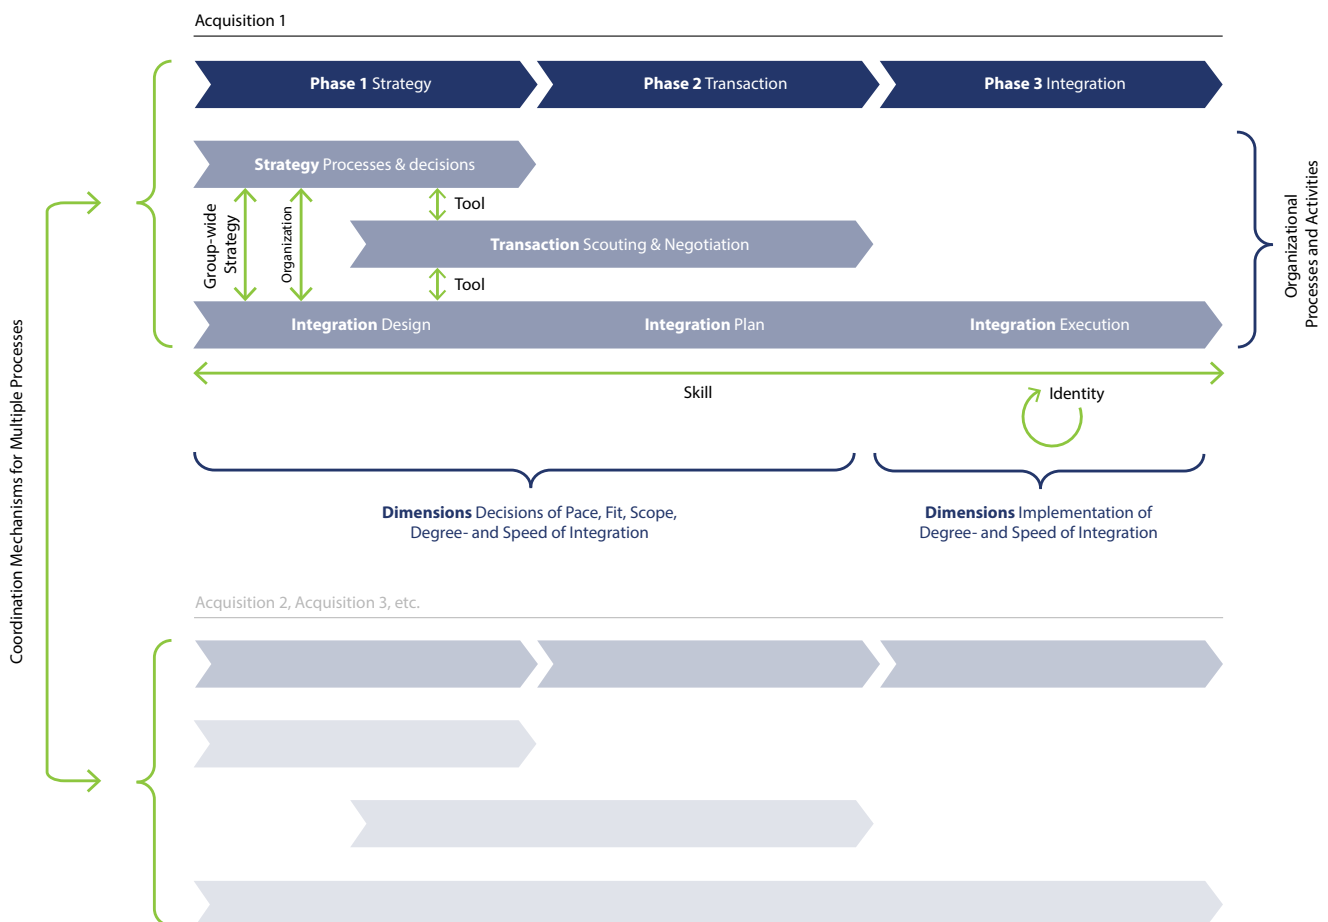 Acquisition 1
Phase 1 Strategy
Phase 2 Transaction
Phase 3 Integration
Strategy Processes & decisions
Group-wide
Strategy
Organization
Tool
Transaction Scouting & Negotiation
Tool
Integration Design
Integration Plan
Integration Execution
Organizational
Processes and Activities
Skill
Identity
Dimensions Decisions of Pace, Fit, Scope,
Degree- and Speed of Integration
Dimensions Implementation of
Degree- and Speed of Integration
Coordination Mechanisms for Multiple Processes
Acquisition 2, Acquisition 3, etc.